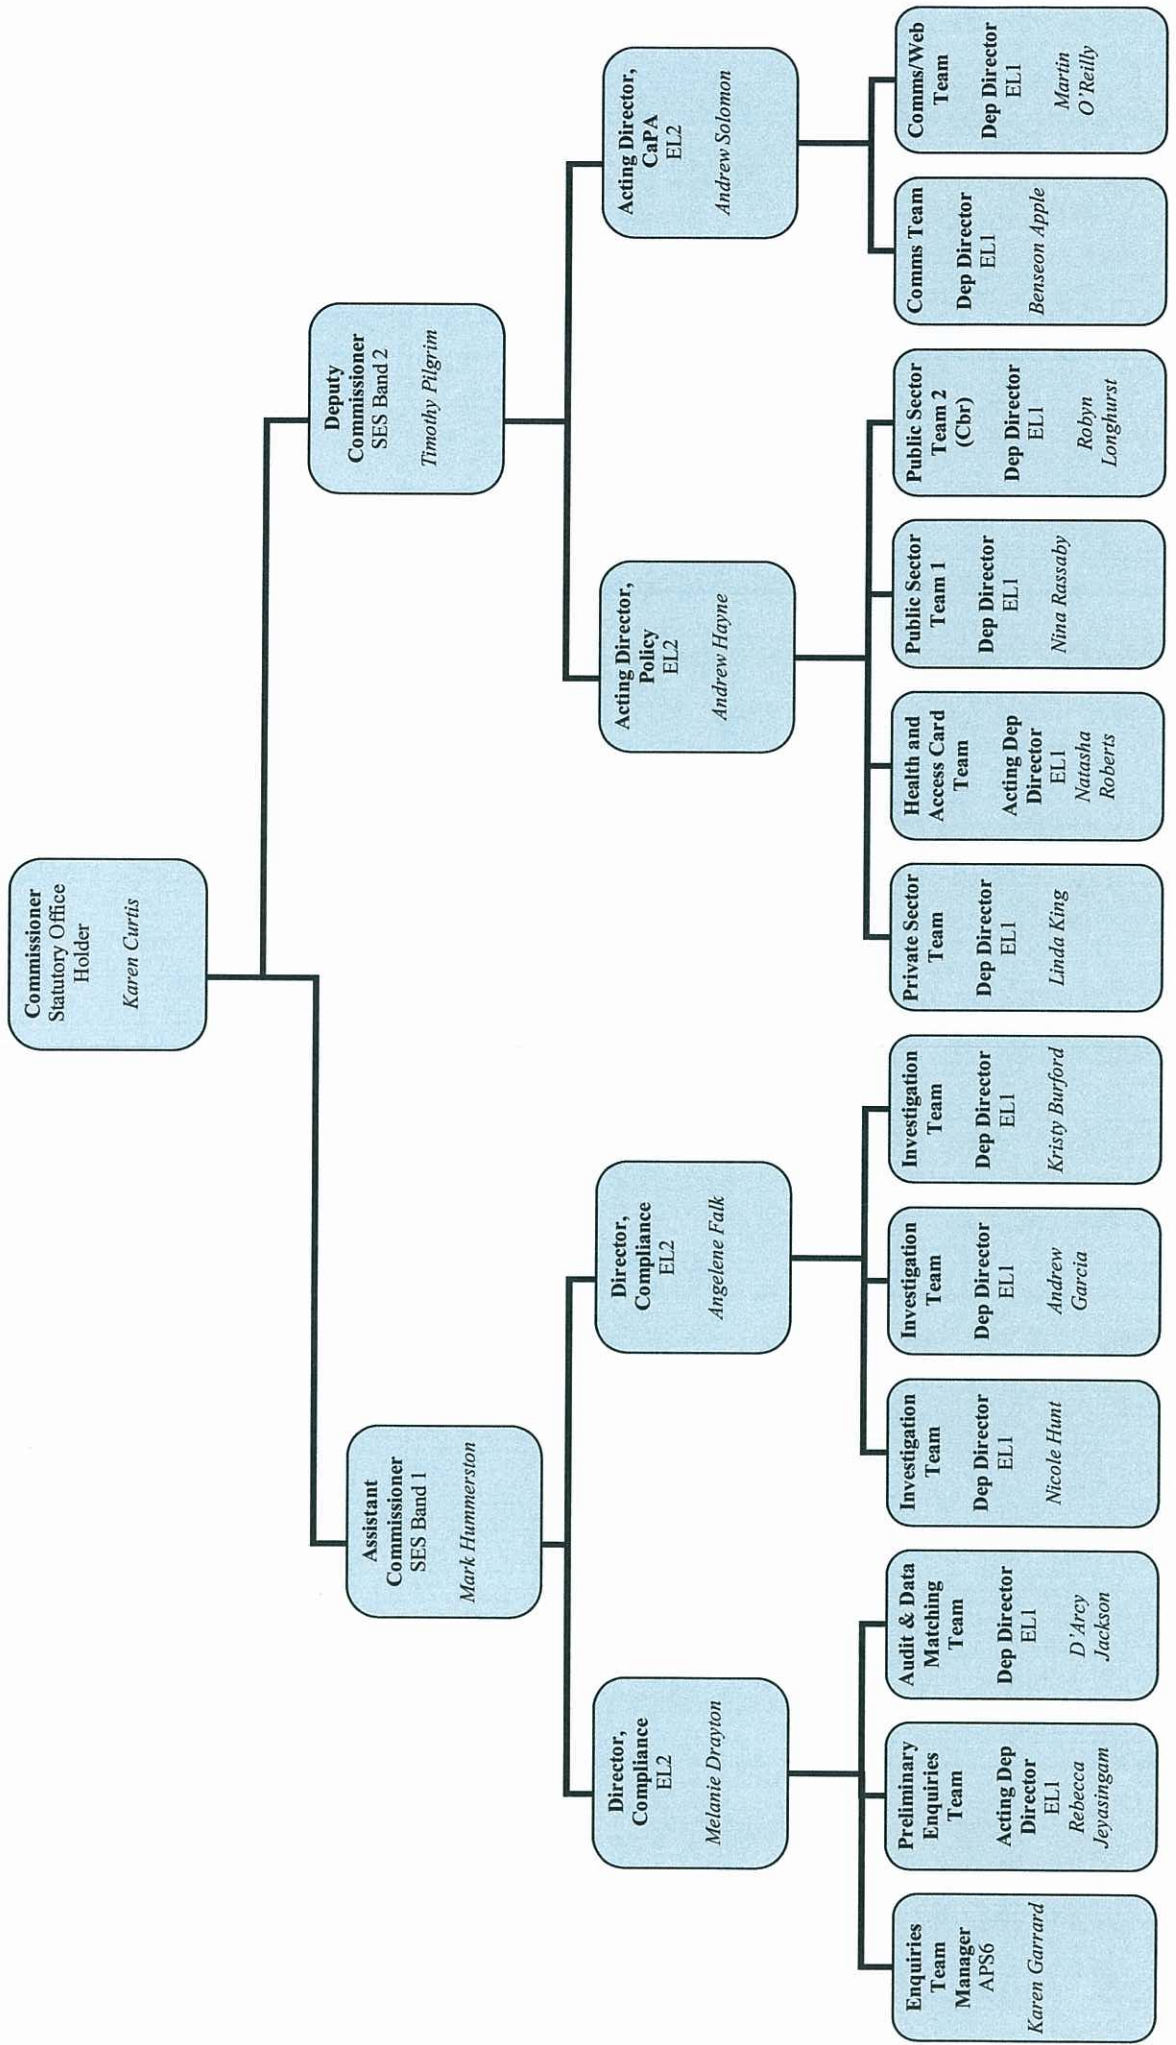 Commissioner
Statutory Office
Holder
Karen Curtis
Deputy
Commissioner
SES Band 2
Timothy Pilgrim
Assistant
Commissioner
SES Band 1
Mark Hummerston
Director,
Compliance
EL2
Melanie Drayton
Director,
Compliance
EL2
Angelene Falk
Acting Director,
Policy
EL2
Andrew Hayne
Acting Director,
CaPA
EL2
Andrew Solomon
Enquiries
Team
Manager
APS6
Karen Garrard
Preliminary
Enquiries
Team
Acting Dep
Director
EL1
Rebecca
Jeyasingam
Audit & Data
Matching
Team
Dep Director
EL1
D'Arcy
Jackson
Investigation
Team
Dep Director
EL1
Nicole Hunt
Investigation
Team
Dep Director
EL1
Andrew
Garcia
Investigation
Team
Dep Director
EL1
Kristy Burford
Private Sector
Team
Dep Director
EL1
Linda King
Health and
Access Card
Team
Acting Dep
Director
EL1
Natasha
Roberts
Public Sector
Team 1
Dep Director
EL1
Nina Rassaby
Public Sector
Team 2
(Cbr)
Dep Director
EL1
Robyn
Longhurst
Comms Team
Dep Director
EL1
Benseon Apple
Comms/Web
Team
Dep Director
EL1
Martin
O'Reilly